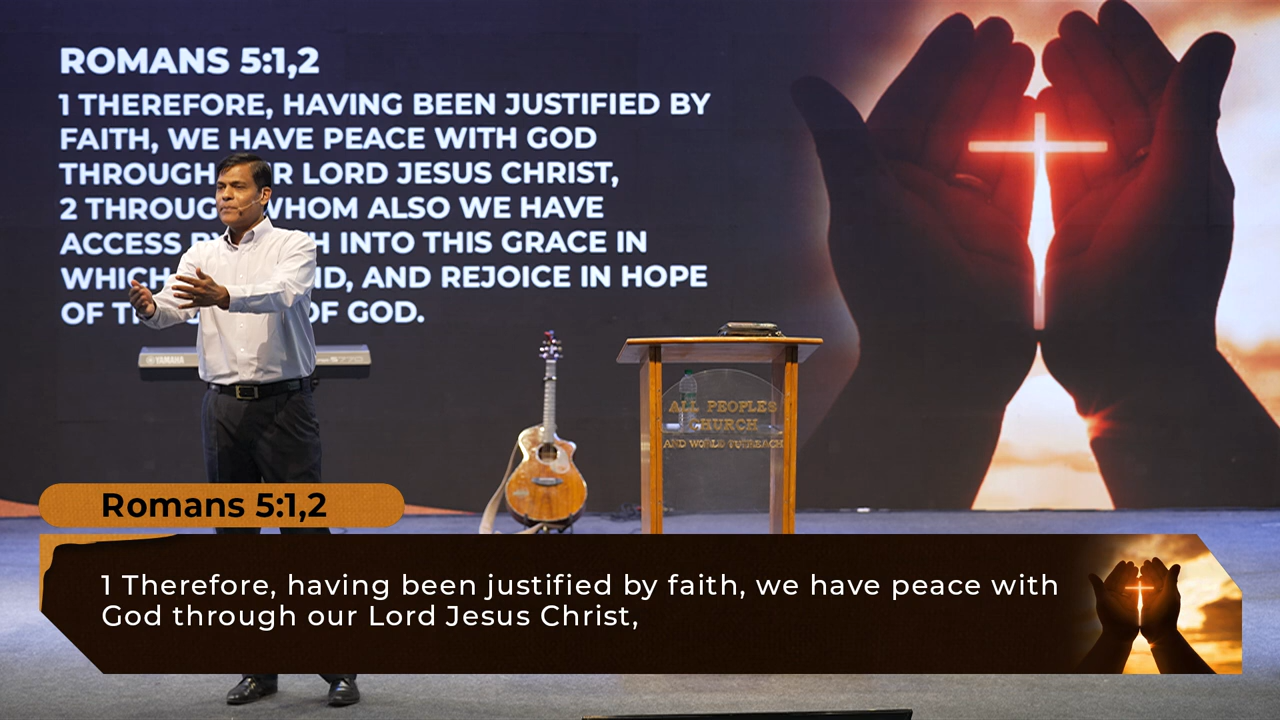 ROMANS 5:1,2
1 THEREFORE, HAVING BEEN JUSTIFIED BY
FAITH, WE HAVE PEACE WITH GOD
THROUGH LORD JESUS CHRIST,
2 WHOM ALSO WE HAVE
ACCESS INTO THIS GRACE IN
WHICH AND REJOICE IN HOPE
OF OF GOD.
YAMAHA
ALL PEOPLES
CHURCH
AND WORLD OUTREACH
Romans 5:1,2
1 Therefore, having been justified by faith, we have peace with
God through our Lord Jesus Christ,